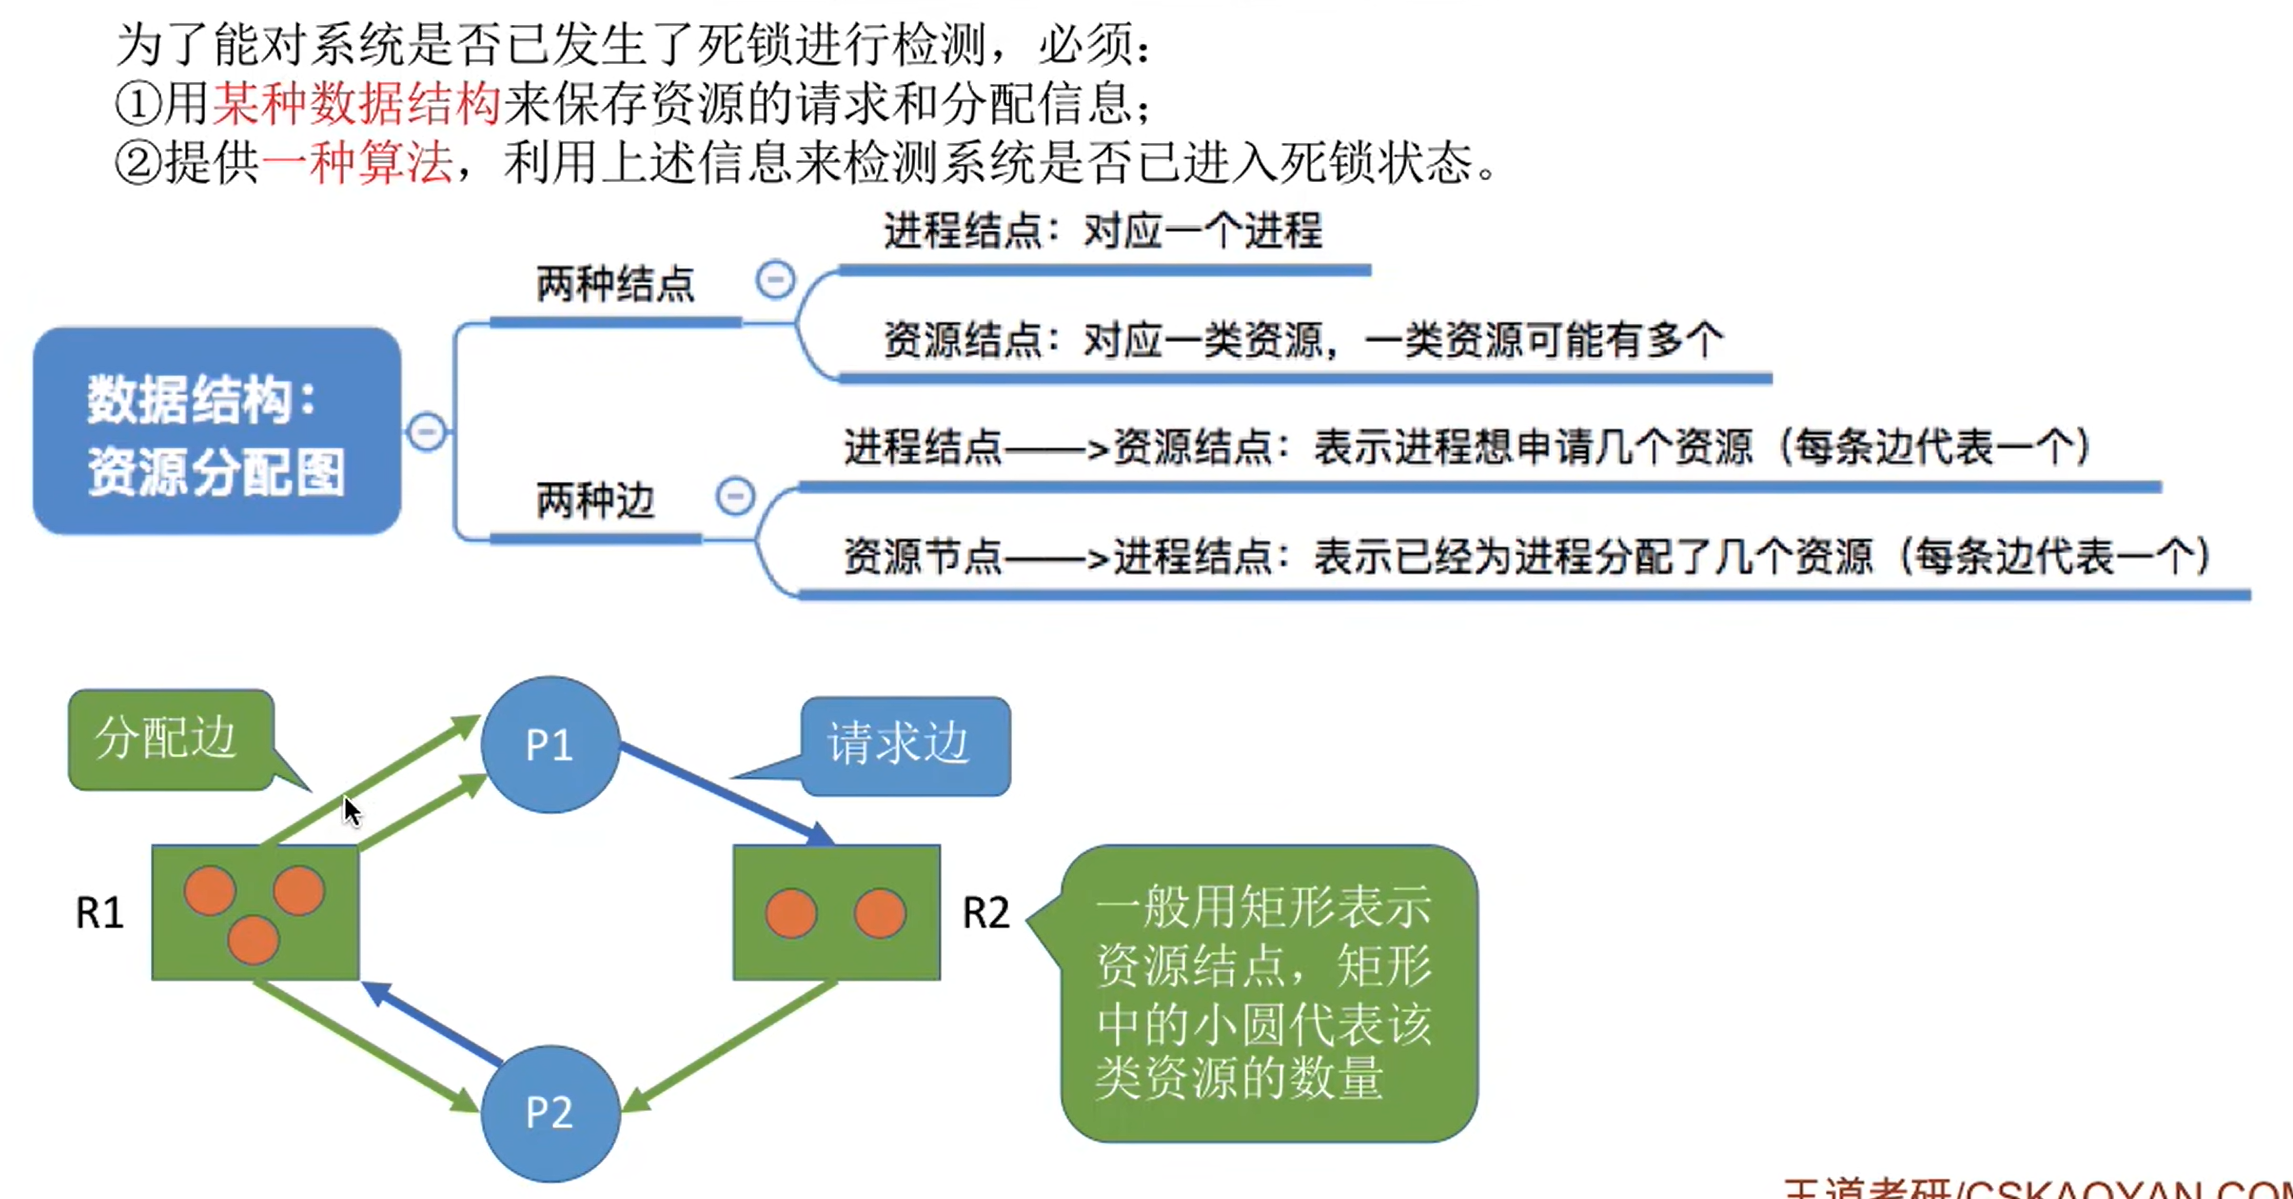 为了能对系统是否已发生了死锁进行检测，必须：
①用某种数据结构来保存资源的请求和分配信息；
②提供一种算法，利用上述信息来检测系统是否已进入死锁状态。
进程结点：对应一个进程
两种结点
资源结点：对应一类资源，一类资源可能有多个
数据结构：
资源分配图
进程结点——>资源结点：表示进程想申请几个资源（每条边代表一个）
两种边
资源节点——>进程结点：表示已经为进程分配了几个资源（每条边代表一个）
分配边
P1
请求边
R1
R2
一般用矩形表示
资源结点，矩形
中的小圆代表该
类资源的数量
P2
王道考研/CSKAOYAN.COM